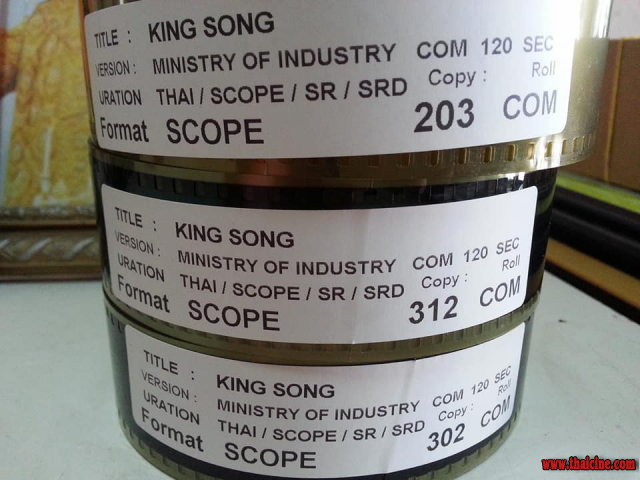 TITLE : KING SONG
VERSION : MINISTRY OF INDUSTRY COM 120 SEC
URATION THAI / SCOPE / SR / SRD Copy : Roll
Format SCOPE 203 COM
TITLE : KING SONG
VERSION : MINISTRY OF INDUSTRY COM 120 SEC
URATION THAI / SCOPE / SR / SRD Copy : Roll
Format SCOPE 312 COM
TITLE : KING SONG
VERSION : MINISTRY OF INDUSTRY COM 120 SEC
URATION THAI / SCOPE / SR / SRD Copy : Roll
Format SCOPE 302 COM
www.thaicine.com